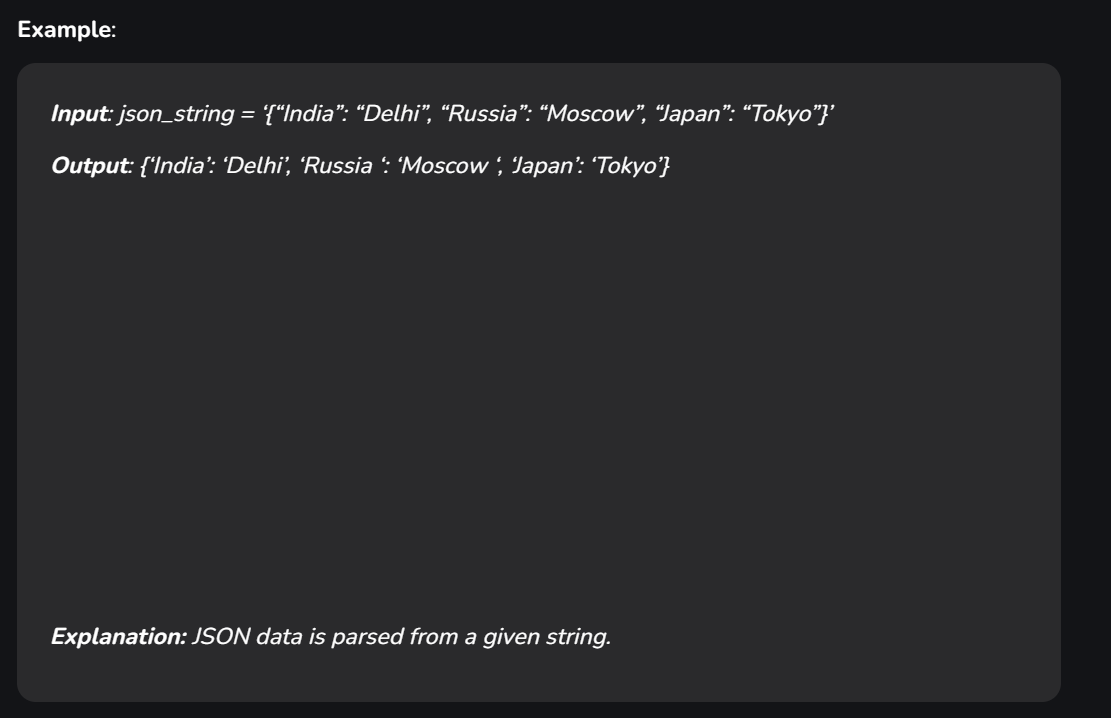 Example:
Input: json_string = ‘{“India”: “Delhi”, “Russia”: “Moscow”, “Japan”: “Tokyo”}’
Output: {‘India’: ‘Delhi’, ‘Russia ‘: ‘Moscow ‘, ‘Japan’: ‘Tokyo’}
Explanation: JSON data is parsed from a given string.